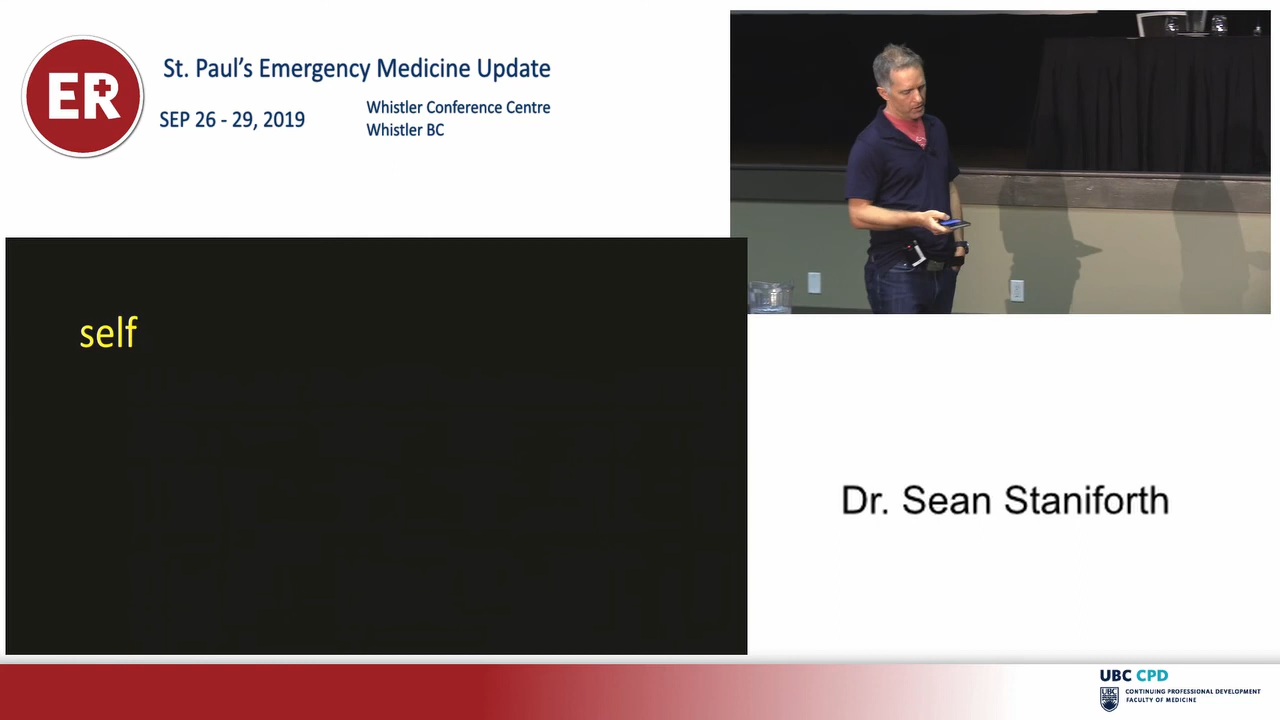 ER
St. Paul's Emergency Medicine Update
SEP 26 - 29, 2019
Whistler Conference Centre
Whistler BC
self
Dr. Sean Staniforth
UBC CPD
UBC
CONTINUING PROFESSIONAL DEVELOPMENT
FACULTY OF MEDICINE